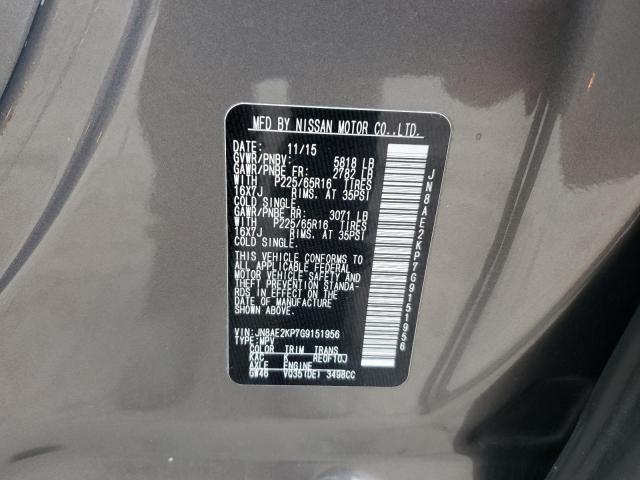 MFD BY NISSAN MOTOR CO.,LTD.
DATE: 11/15
GVWR/PNBV: 5818 LB
GAWR/PNBE FR: 2782 LB
WITH P225/65R16 TIRES
16X7J RIMS. AT 35PSI
COLD SINGLE.
GAWR/PNBE RR: 3071 LB
WITH P225/65R16 TIRES
16X7J RIMS. AT 35PSI
COLD SINGLE.
THIS VEHICLE CONFORMS TO
ALL APPLICABLE FEDERAL
MOTOR VEHICLE SAFETY AND
THEFT PREVENTION STANDA-
RDS IN EFFECT ON THE
DATE OF MANUFACTURE
SHOWN ABOVE.
VIN:JN8AE2KP7G9151956
TYPE:MPV
COLOR TRIM TRANS
KAC K RE0F10J
AXLE ENGINE
GW46 VQ35(DE) 3498CC
JN8AE2KP7G9151956